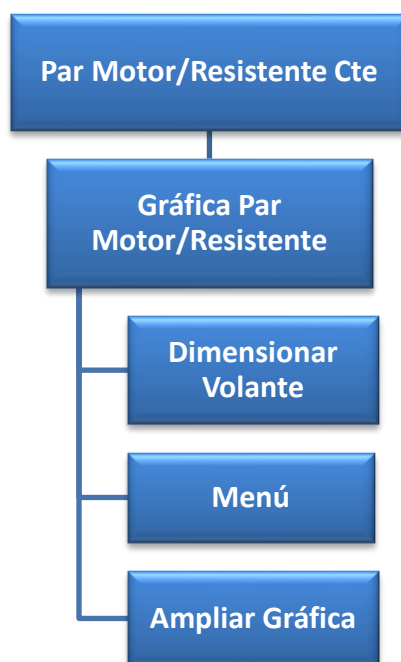 Par Motor/Resistente Cte
Gráfica Par
Motor/Resistente
Dimensionar
Volante
Menú
Ampliar Gráfica